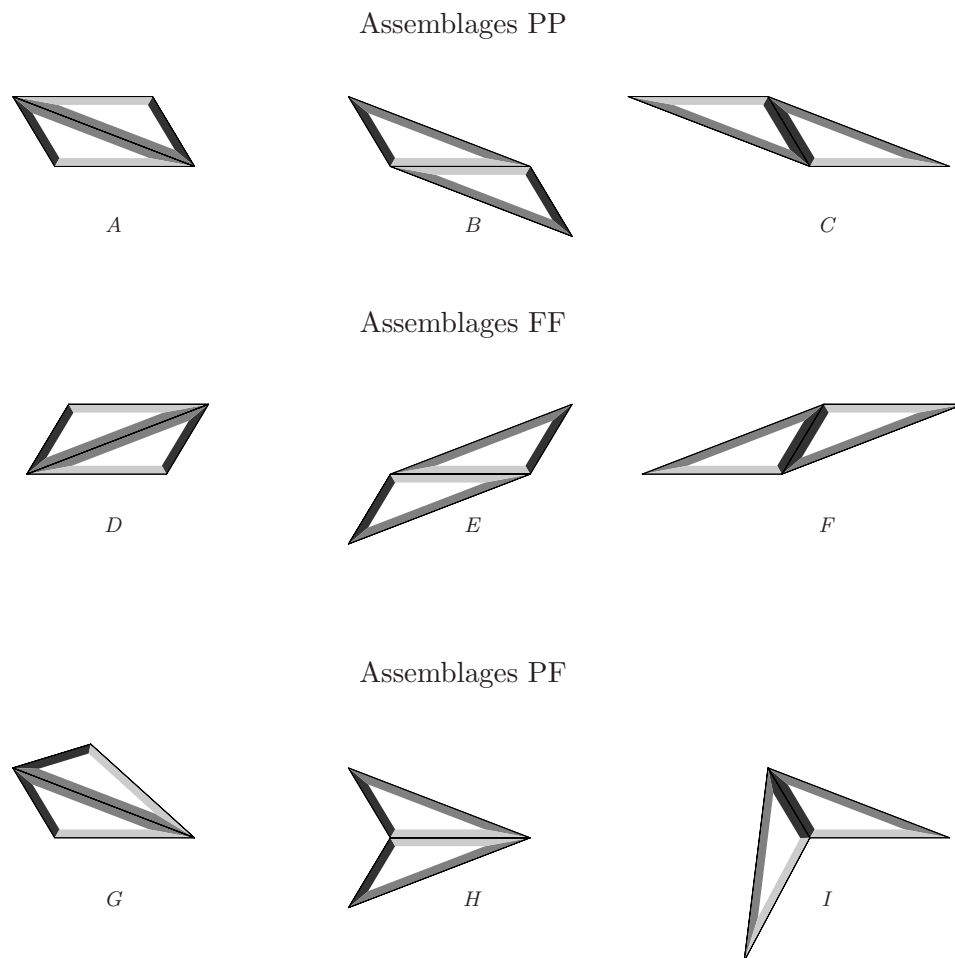 Assemblages PP
A B C
Assemblages FF
D E F
Assemblages PF
G H I